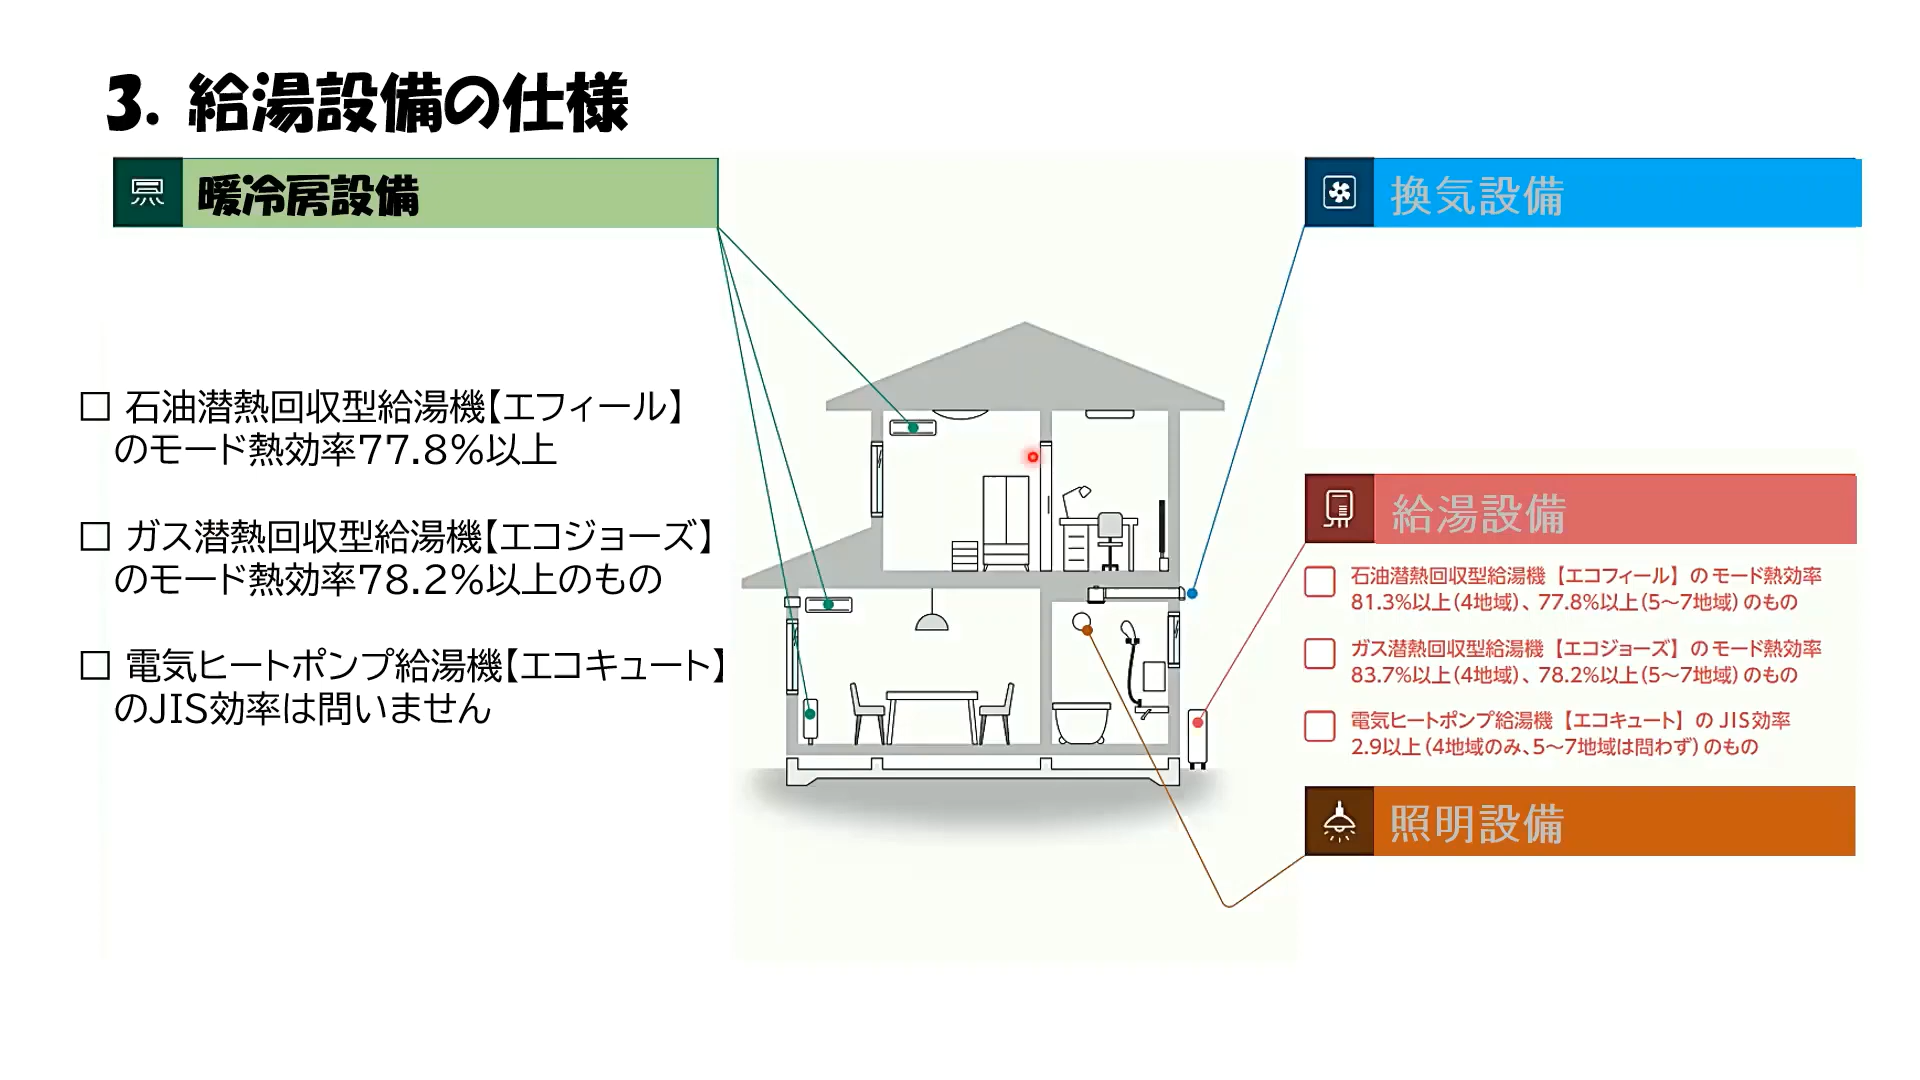 3. 給湯設備の仕様
暖冷房設備
□ 石油潜熱回収型給湯機【エフィール】
のモード熱効率77.8%以上
□ ガス潜熱回収型給湯機【エコジョーズ】
のモード熱効率78.2%以上のもの
□ 電気ヒートポンプ給湯機【エコキュート】
のJIS効率は問いません
換気設備
給湯設備
石油潜熱回収型給湯機【エコフィール】のモード熱効率
81.3%以上(4地域)、77.8%以上(5～7地域)のもの
ガス潜熱回収型給湯機【エコジョーズ】のモード熱効率
83.7%以上(4地域)、78.2%以上(5～7地域)のもの
電気ヒートポンプ給湯機【エコキュート】のJIS効率
2.9以上(4地域のみ、5～7地域は問わず)のもの
照明設備